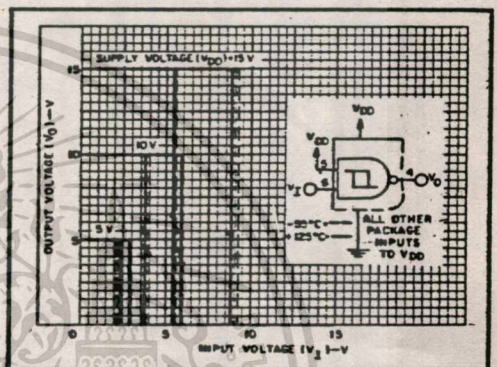 SUPPLY VOLTAGE (VDD)=15 V
15
10 V
10
5 V
5
OUTPUT VOLTAGE (VO)—V
VDD
VDD
5
6
4
VI
VO
-55°C
+125°C
ALL OTHER
PACKAGE
INPUTS
TO VDD
0 5 10 15
INPUT VOLTAGE (VI)—V